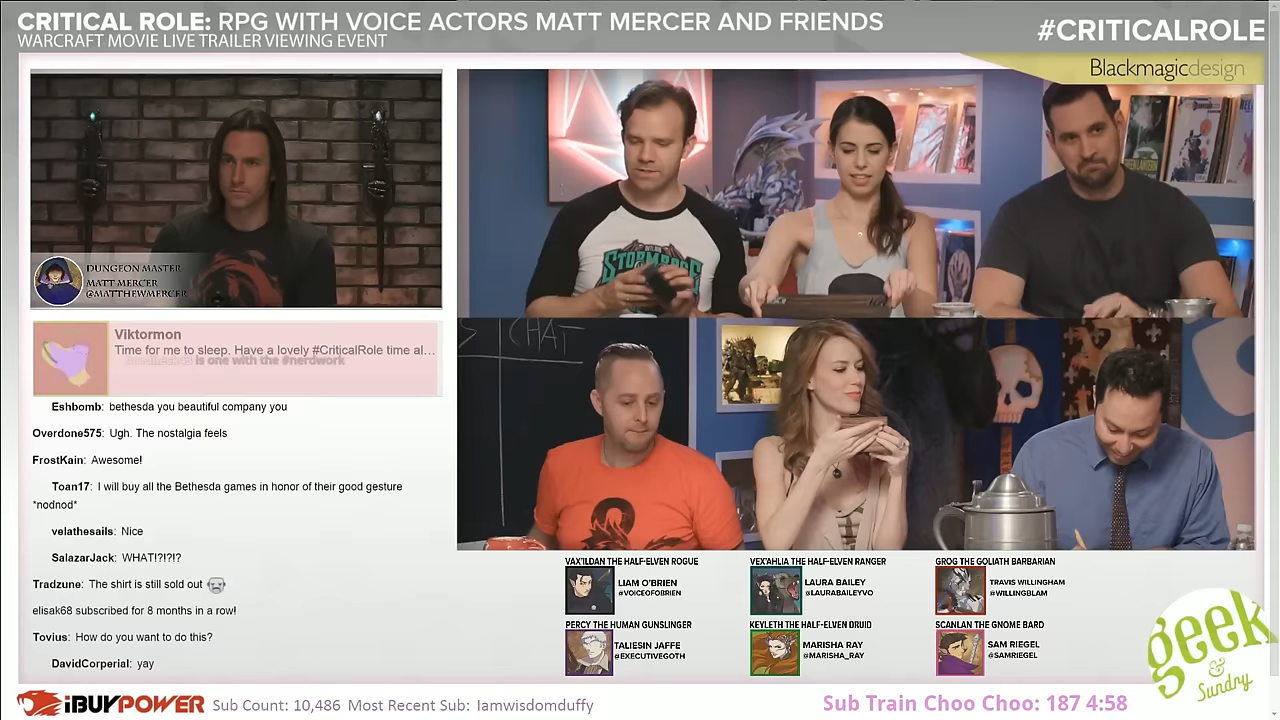 CRITICAL ROLE: RPG WITH VOICE ACTORS MATT MERCER AND FRIENDS
WARCRAFT MOVIE LIVE TRAILER VIEWING EVENT
#CRITICALROLE
Blackmagicdesign
DUNGEON MASTER
MATT MERCER
@MATTHEWMERCER
STORMRAGE
CHAT
Viktormon
Time for me to sleep. Have a lovely #CriticalRole time al...
is one with the #nerdwork
Eshbomb: bethesda you beautiful company you
Overdone575: Ugh. The nostalgia feels
FrostKain: Awesome!
Toan17: I will buy all the Bethesda games in honor of their good gesture
*nodnod*
velathesails: Nice
SalazarJack: WHAT!?!?!?
Tradzune: The shirt is still sold out
elisak68 subscribed for 8 months in a row!
Tovius: How do you want to do this?
DavidCorperial: yay
VAX'ILDAN THE HALF-ELVEN ROGUE
LIAM O'BRIEN
@VOICEOFOBRIEN
VEX'AHLIA THE HALF-ELVEN RANGER
LAURA BAILEY
@LAURABAILEYVO
GROG THE GOLIATH BARBARIAN
TRAVIS WILLINGHAM
@WILLINGBLAM
PERCY THE HUMAN GUNSLINGER
TALIESIN JAFFE
@EXECUTIVEGOTH
KEYLETH THE HALF-ELVEN DRUID
MARISHA RAY
@MARISHA_RAY
SCANLAN THE GNOME BARD
SAM RIEGEL
@SAMRIEGEL
geek
&
Sundry
iBUYPOWER
Sub Count: 10,486 Most Recent Sub: Iamwisdomduffy
Sub Train Choo Choo: 187 4:58